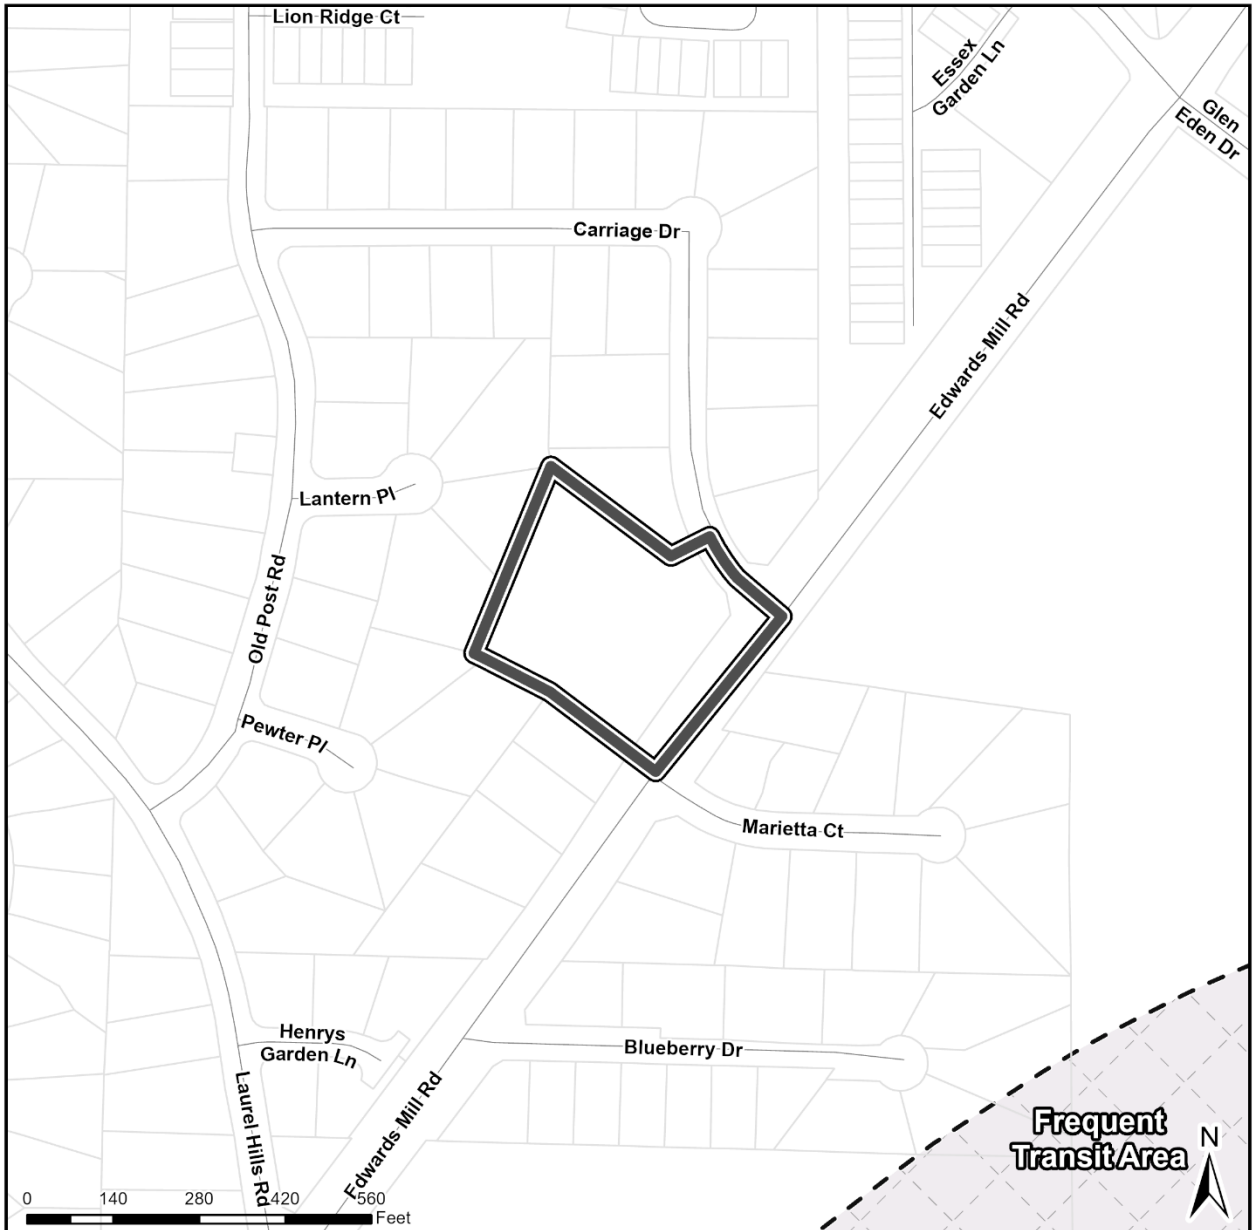 Lion Ridge Ct
Essex
Garden Ln
Glen
Eden Dr
Carriage Dr
Edwards Mill Rd
Lantern Pl
Old Post Rd
Pewter Pl
Marietta Ct
Henrys
Garden Ln
Blueberry Dr
Laurel Hills Rd
Edwards Mill Rd
Frequent
Transit Area
N
0 140 280 420 560
Feet